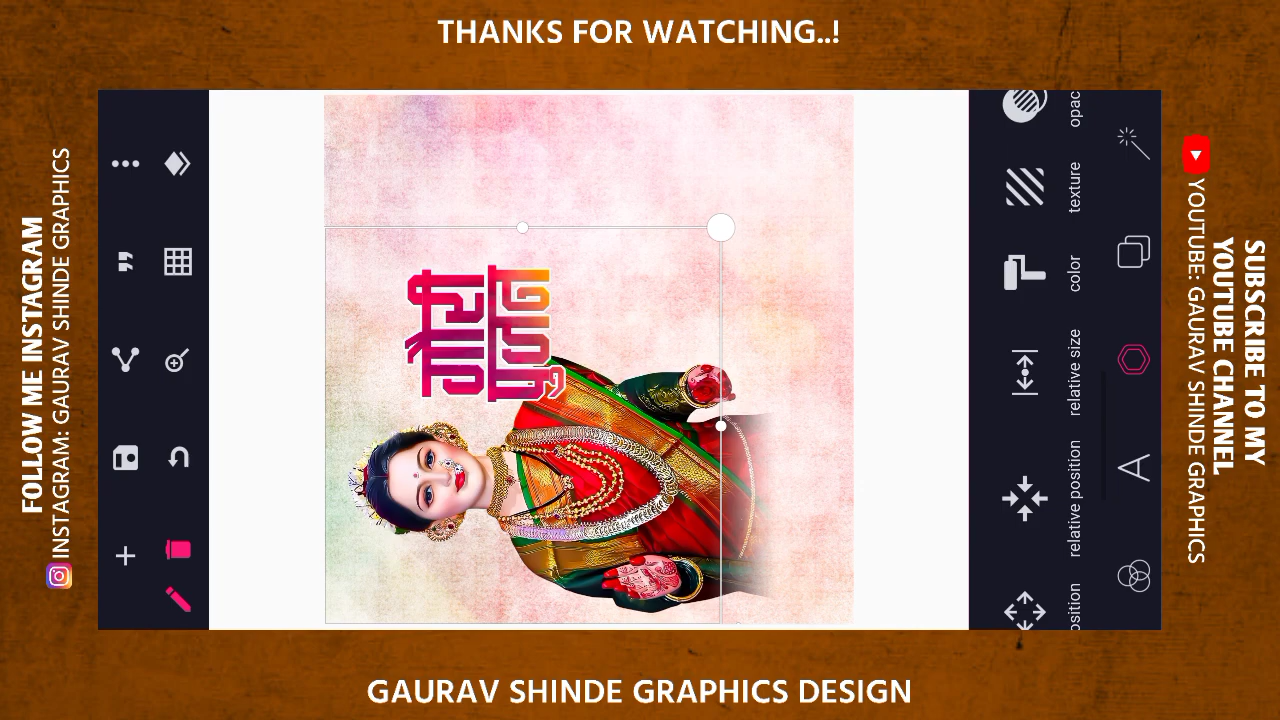 THANKS FOR WATCHING..!
FOLLOW ME INSTAGRAM
INSTAGRAM: GAURAV SHINDE GRAPHICS
गौरी
पुजन
opac
texture
color
relative size
relative position
osition
A
SUBSCRIBE TO MY
YOUTUBE CHANNEL
YOUTUBE: GAURAV SHINDE GRAPHICS
GAURAV SHINDE GRAPHICS DESIGN